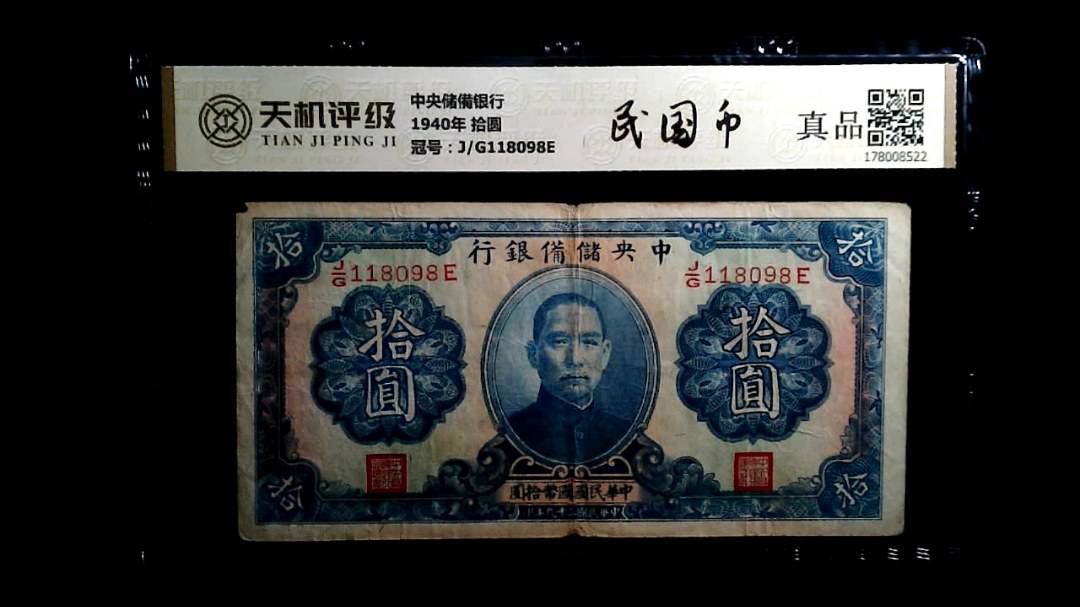 天机评级
TIAN JI PING JI
中央储備银行
1940年 拾圆
冠号：J/G118098E
民国币
真品
178008522
行銀備儲央中
拾
拾
J/G118098E
J/G118098E
拾圓
拾圓
圓拾幣國國民華中
拾
拾